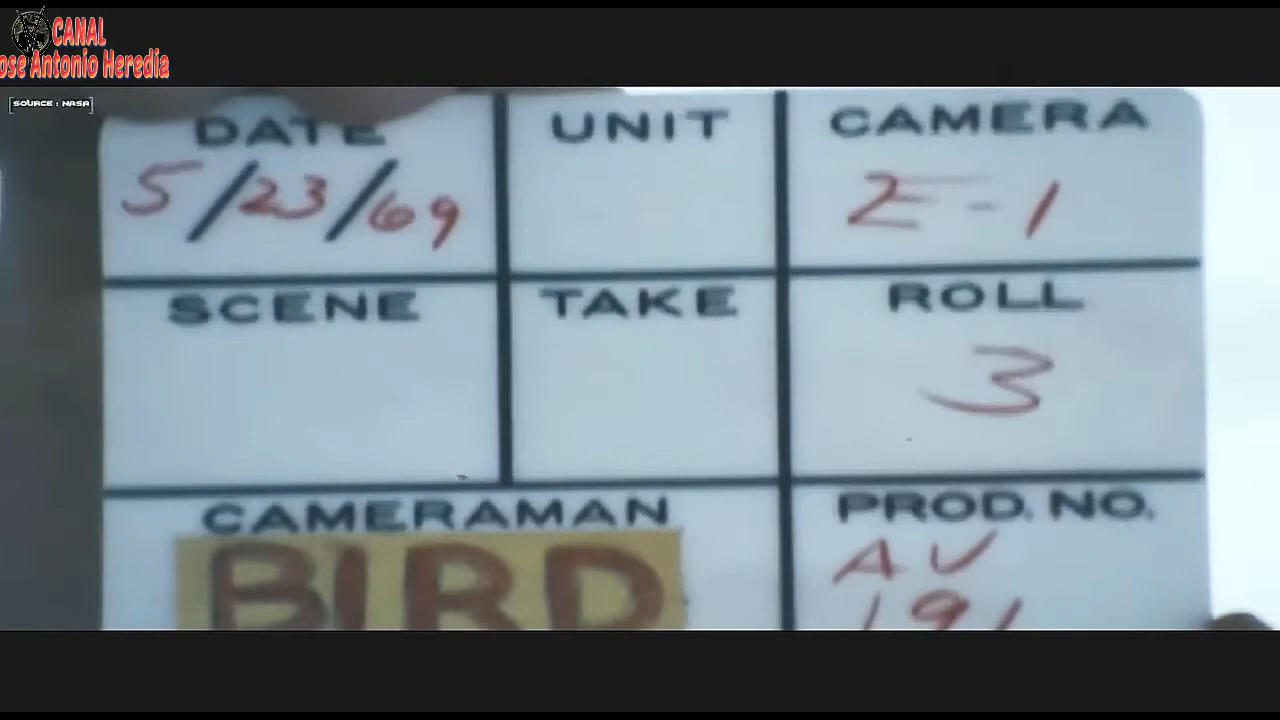 CANAL
ose Antonio Heredia
[SOURCE : NASA]
DATE UNIT CAMERA
5/23/69 E-1
SCENE TAKE ROLL
3
CAMERAMAN PROD. NO.
BIRD AV
191